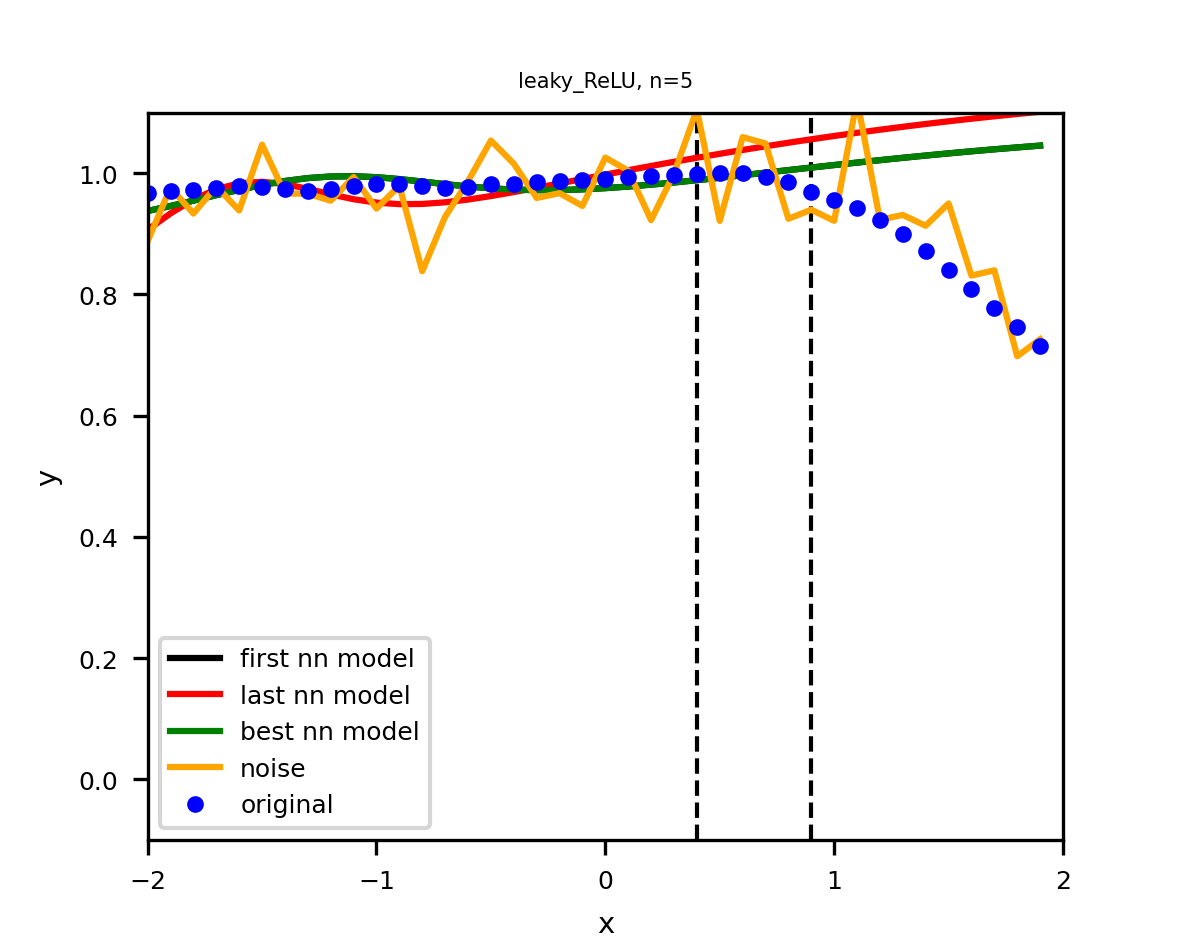 leaky_ReLU, n=5
1.0
0.8
0.6
0.4
0.2
0.0
y
first nn model
last nn model
best nn model
noise
original
−2
−1
0
1
2
x